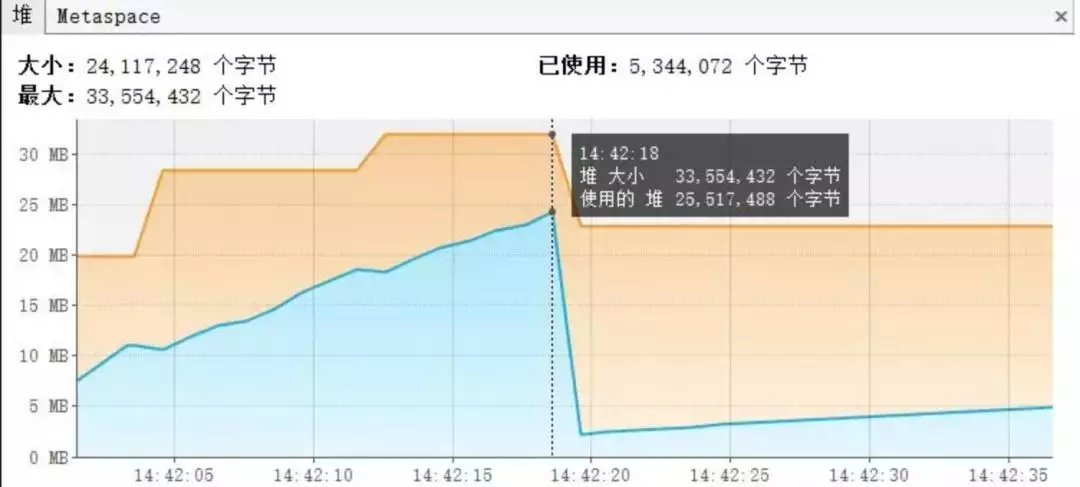 堆 Metaspace ×
大小： 24,117,248 个字节 已使用： 5,344,072 个字节
最大： 33,554,432 个字节
30 MB
25 MB
20 MB
15 MB
10 MB
5 MB
0 MB
14:42:18
堆 大小 33,554,432 个字节
使用的 堆 25,517,488 个字节
14:42:05 14:42:10 14:42:15 14:42:20 14:42:25 14:42:30 14:42:35